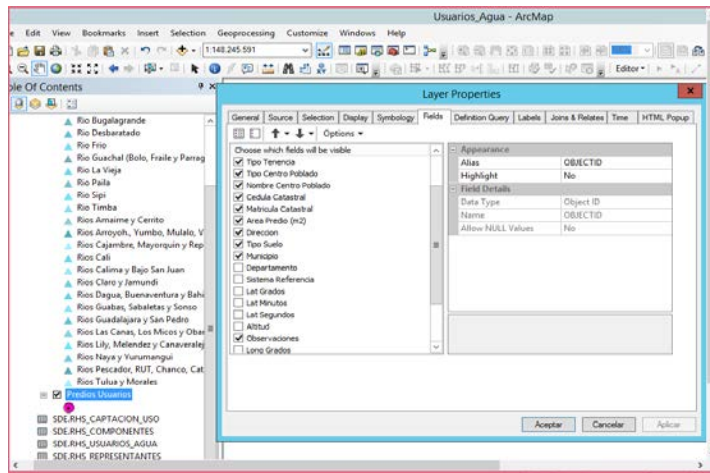 Usuarios_Agua - ArcMap
Edit View Bookmarks Insert Selection Geoprocessing Customize Windows Help
1:148.245.591
Editor
ble Of Contents
Rio Bugalagrande
Rio Desbaratado
Rio Frio
Rio Guachal (Bolo, Fraile y Parrag
Rio La Vieja
Rio Paila
Rio Sipi
Rio Timba
Rios Amaime y Cerrito
Rios Arroyoh., Yumbo, Mulalo, V
Rios Cajambre, Mayorquin y Rep
Rios Cali
Rios Calima y Bajo San Juan
Rios Claro y Jamundi
Rios Dagua, Buenaventura y Bahi
Rios Guabas, Sabaletas y Sonso
Rios Guadalajara y San Pedro
Rios Las Canas, Los Micos y Obar
Rios Lily, Melendez y Canaveralej
Rios Naya y Yurumangui
Rios Pescador, RUT, Chanco, Cat
Rios Tulua y Morales
Predios Usuarios
SDE.RHS_CAPTACION_USO
SDE.RHS_COMPONENTES
SDE.RHS_USUARIOS_AGUA
SDE.RHS_REPRESENTANTES
Layer Properties
General Source Selection Display Symbology Fields Definition Query Labels Joins & Relates Time HTML Popup
Options
Choose which fields will be visible
Tipo Tenencia
Tipo Centro Poblado
Nombre Centro Poblado
Cedula Catastral
Matricula Catastral
Area Predio (m2)
Direccion
Tipo Suelo
Municipio
Departamento
Sistema Referencia
Lat Grados
Lat Minutos
Lat Segundos
Altitud
Observaciones
Long Grados
Appearance
Alias OBJECTID
Highlight No
Field Details
Data Type Object ID
Name OBJECTID
Allow NULL Values No
Aceptar Cancelar Aplicar